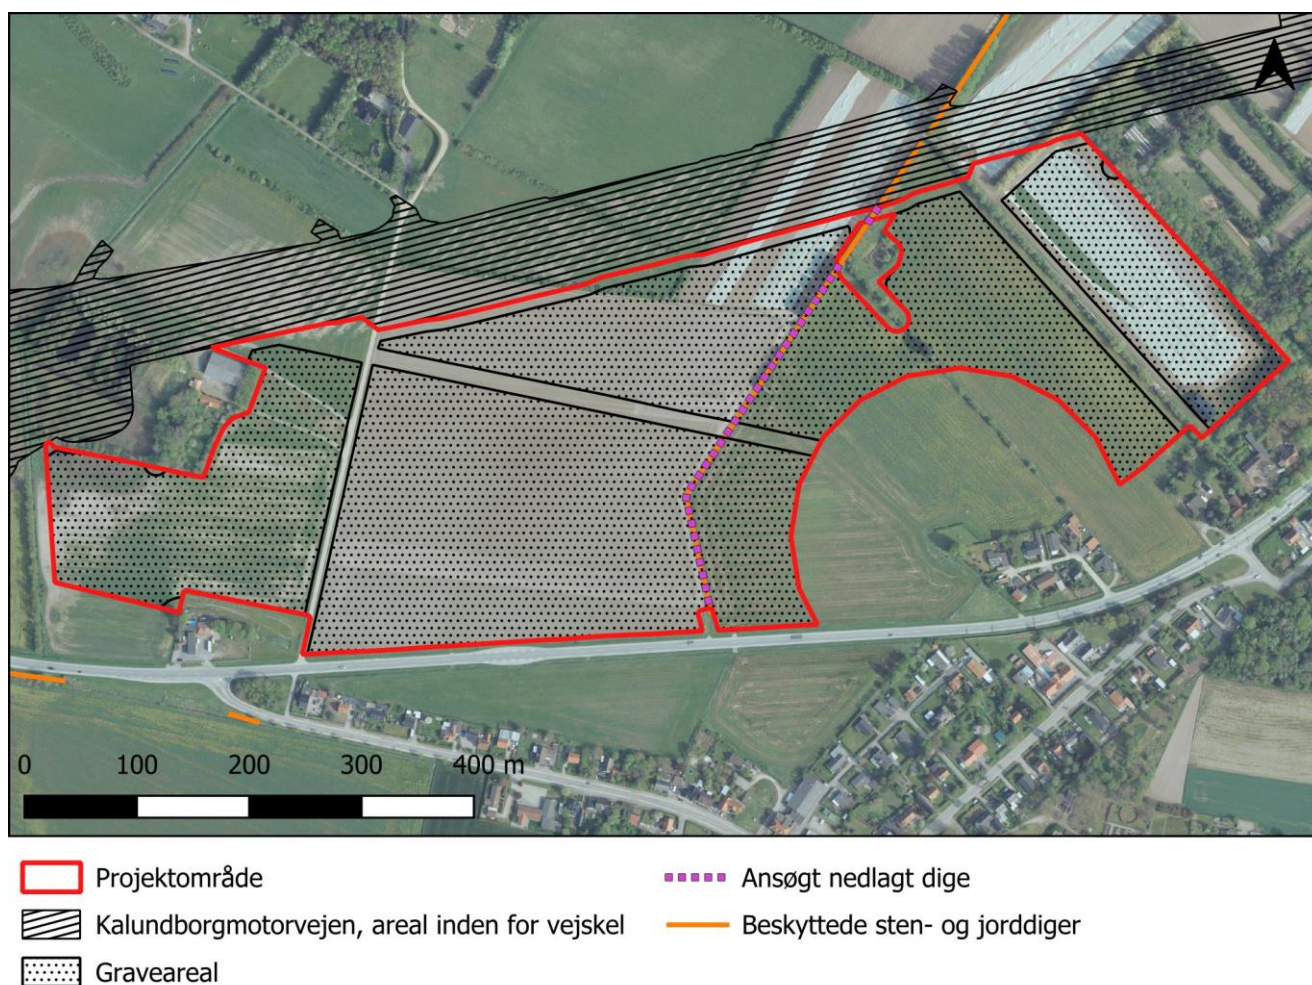 0 100 200 300 400 m
Projektområde
Kalundborgmotorvejen, areal inden for vejskel
Graveareal
Ansøgt nedlagt dige
Beskyttede sten- og jorddiger